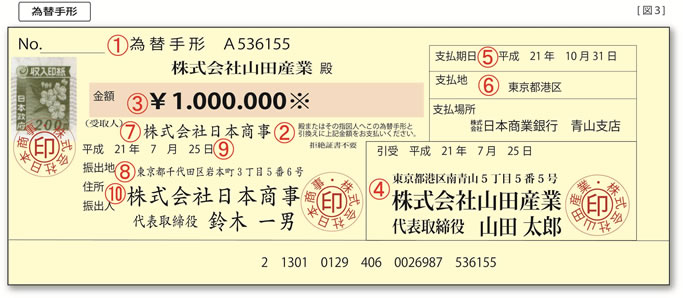 為替手形
［図3］
No. ①為替手形 A536155
株式会社山田産業 殿
収入印紙
200
日本政府
金額 ③￥1.000.000※
(受取人) ⑦株式会社日本商事 ②殿またはその指図人へこの為替手形と
引換えに上記金額をお支払いください。
平成 21年 7月 25日⑨ 拒絶証書不要
振出地 ⑧東京都千代田区岩本町3丁目5番6号
住所 ⑩株式会社日本商事
振出人
代表取締役 鈴木 一男
株式会社・日本商事・
印
株式会社・日本商事・
印
支払期日⑤平成 21年 10月31日
支払地 ⑥ 東京都港区
支払場所
株式会社日本商業銀行 青山支店
引受 平成 21年 7月 25日
東京都港区南青山5丁目5番5号
④株式会社山田産業
代表取締役 山田 太郎
株式会社・山田産業・
印
2 1301 0129 406 0026987 536155